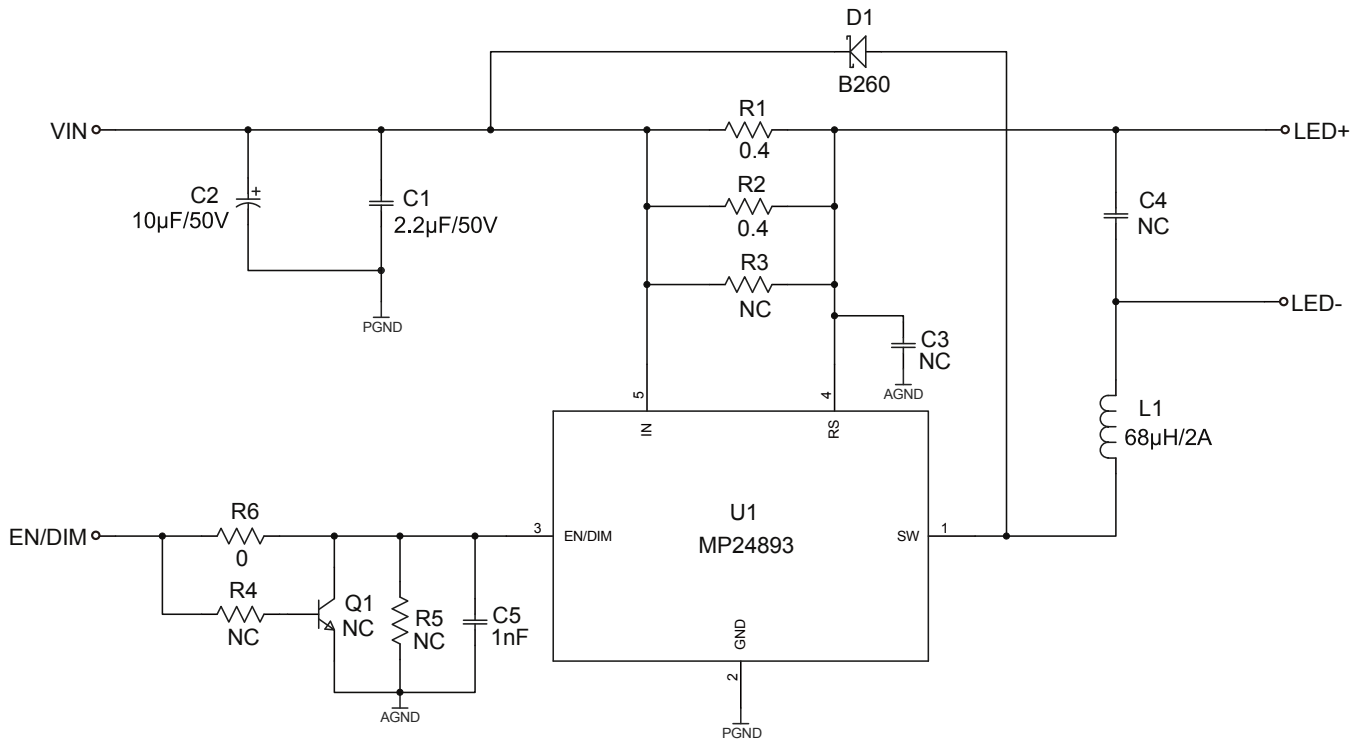 D1
B260
VIN
R1
0.4
LED+
C2
10µF/50V
+
C1
2.2µF/50V
R2
0.4
C4
NC
R3
NC
LED-
PGND
C3
NC
AGND
5
4
IN
RS
L1
68µH/2A
EN/DIM
R6
0
3
EN/DIM
U1
MP24893
SW
1
R4
NC
Q1
NC
R5
NC
C5
1nF
GND
2
AGND
PGND